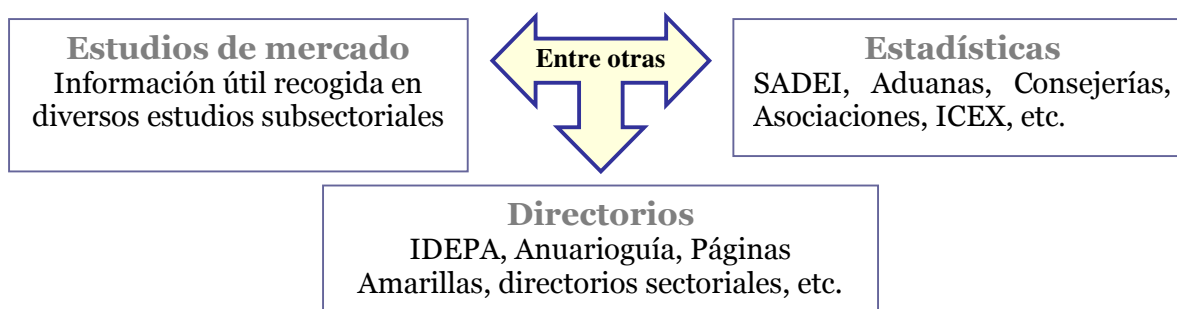 Estudios de mercado
Información útil recogida en
diversos estudios subsectoriales
Entre otras
Estadísticas
SADEI, Aduanas, Consejerías,
Asociaciones, ICEX, etc.
Directorios
IDEPA, Anuarioguía, Páginas
Amarillas, directorios sectoriales, etc.